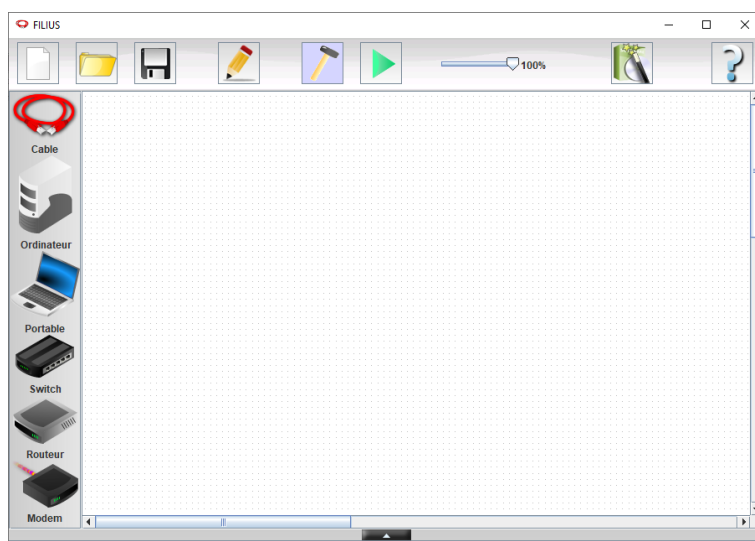 FILIUS
100%
Cable
Ordinateur
Portable
Switch
Routeur
Modem